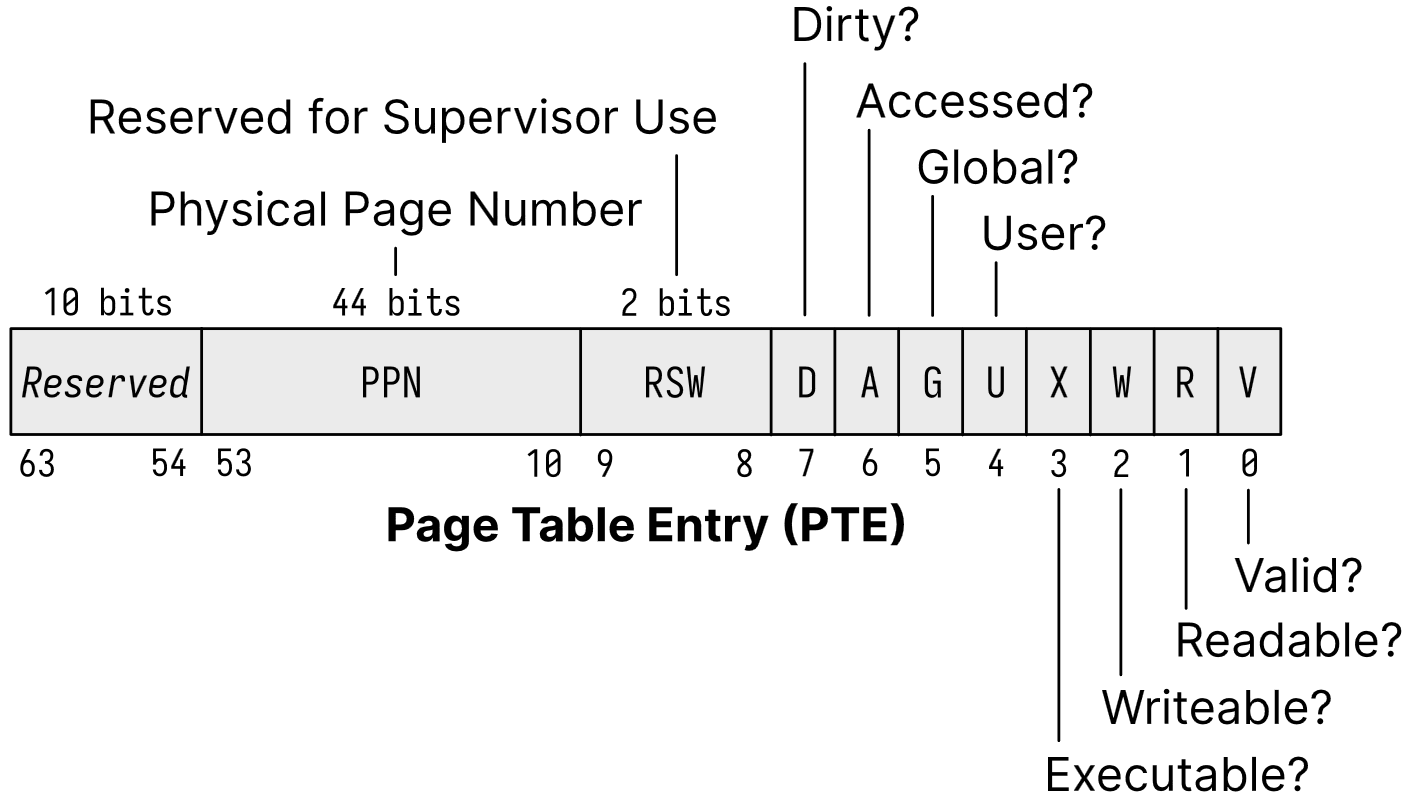 Dirty?
Accessed?
Reserved for Supervisor Use
Global?
Physical Page Number
User?
10 bits 44 bits 2 bits
Reserved PPN RSW D A G U X W R V
63 54 53 10 9 8 7 6 5 4 3 2 1 0
Page Table Entry (PTE)
Valid?
Readable?
Writeable?
Executable?